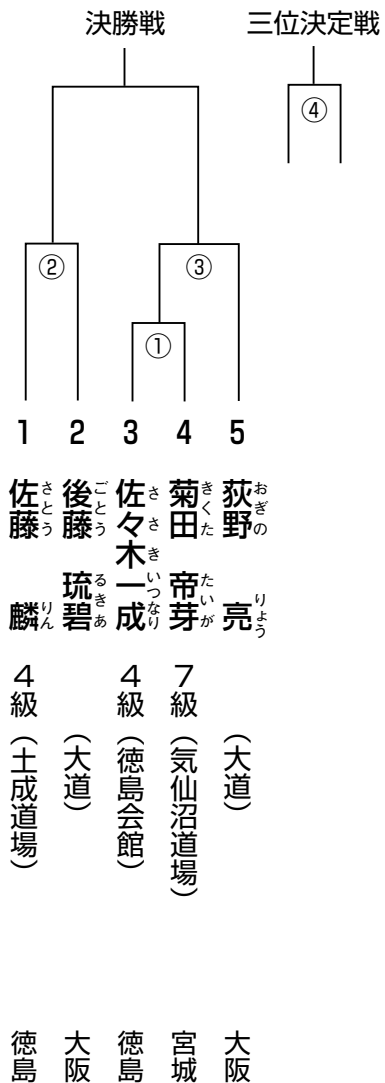 決勝戦
三位決定戦
④
②
③
①
1 佐藤 麟 さとう りん 4級 (土成道場) 徳島
2 後藤 琉碧 ごとう るきあ (大道) 大阪
3 佐々木一成 ささき いつなり 4級 (徳島会館) 徳島
4 菊田 帝芽 きくた たいが 7級 (気仙沼道場) 宮城
5 荻野 亮 おぎの りょう (大道) 大阪